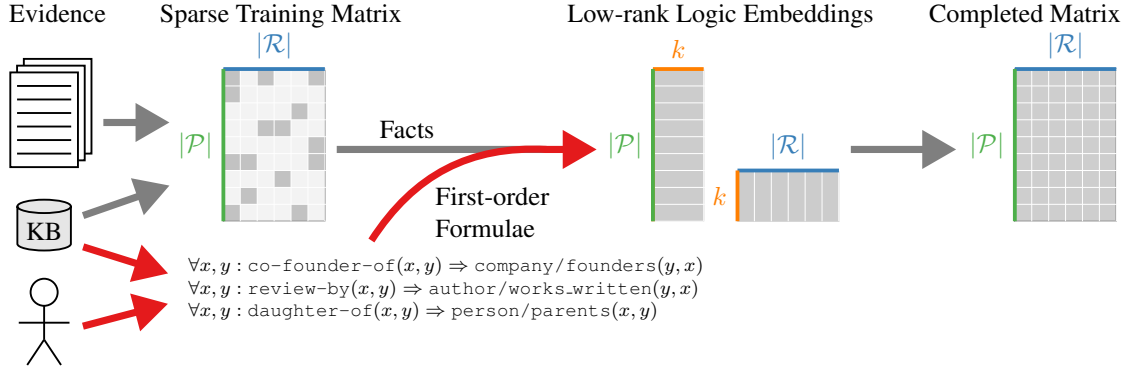 Evidence
Sparse Training Matrix
Low-rank Logic Embeddings
Completed Matrix
|R|
k
|R|
|P|
Facts
|P|
|R|
|P|
k
First-order
Formulae
KB
∀x, y : co-founder-of(x, y) ⇒ company/founders(y, x)
∀x, y : review-by(x, y) ⇒ author/works_written(y, x)
∀x, y : daughter-of(x, y) ⇒ person/parents(x, y)